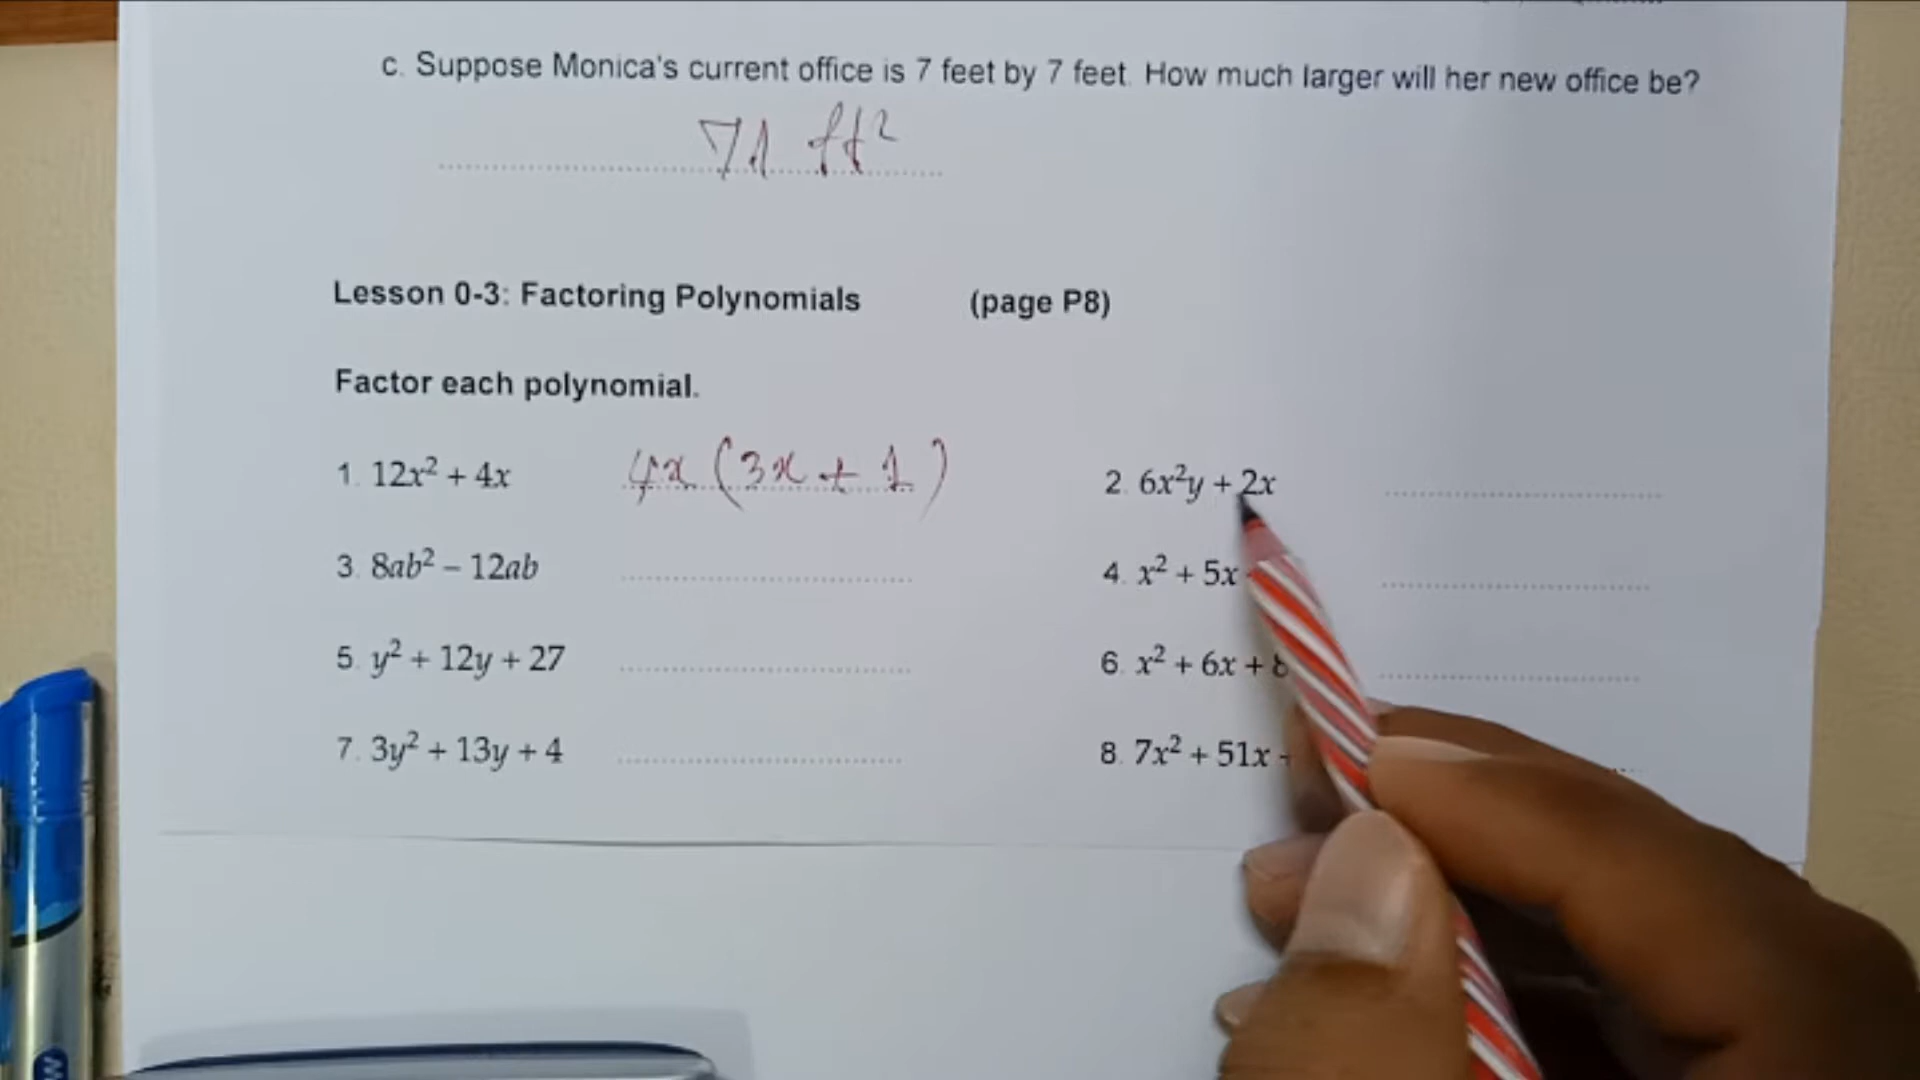 c. Suppose Monica's current office is 7 feet by 7 feet. How much larger will her new office be?
71 ft²
Lesson 0-3: Factoring Polynomials (page P8)
Factor each polynomial.
1. 12x² + 4x 4x (3x + 1) 2. 6x²y + 2x
3. 8ab² – 12ab 4. x² + 5x
5. y² + 12y + 27 6. x² + 6x + 8
7. 3y² + 13y + 4 8. 7x² + 51x